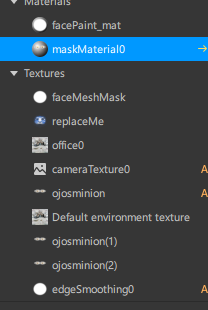 Materials
facePaint_mat
maskMaterial0
Textures
faceMeshMask
replaceMe
office0
cameraTexture0 A
ojosminion A
Default environment texture
ojosminion(1)
ojosminion(2)
edgeSmoothing0 A